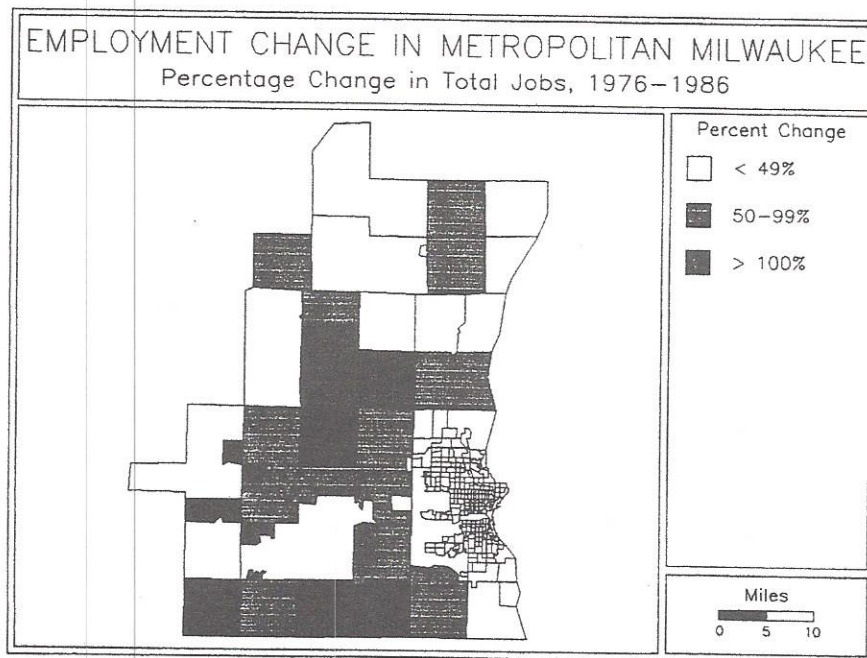 EMPLOYMENT CHANGE IN METROPOLITAN MILWAUKEE
Percentage Change in Total Jobs, 1976-1986
Percent Change
< 49%
50-99%
> 100%
Miles
0 5 10